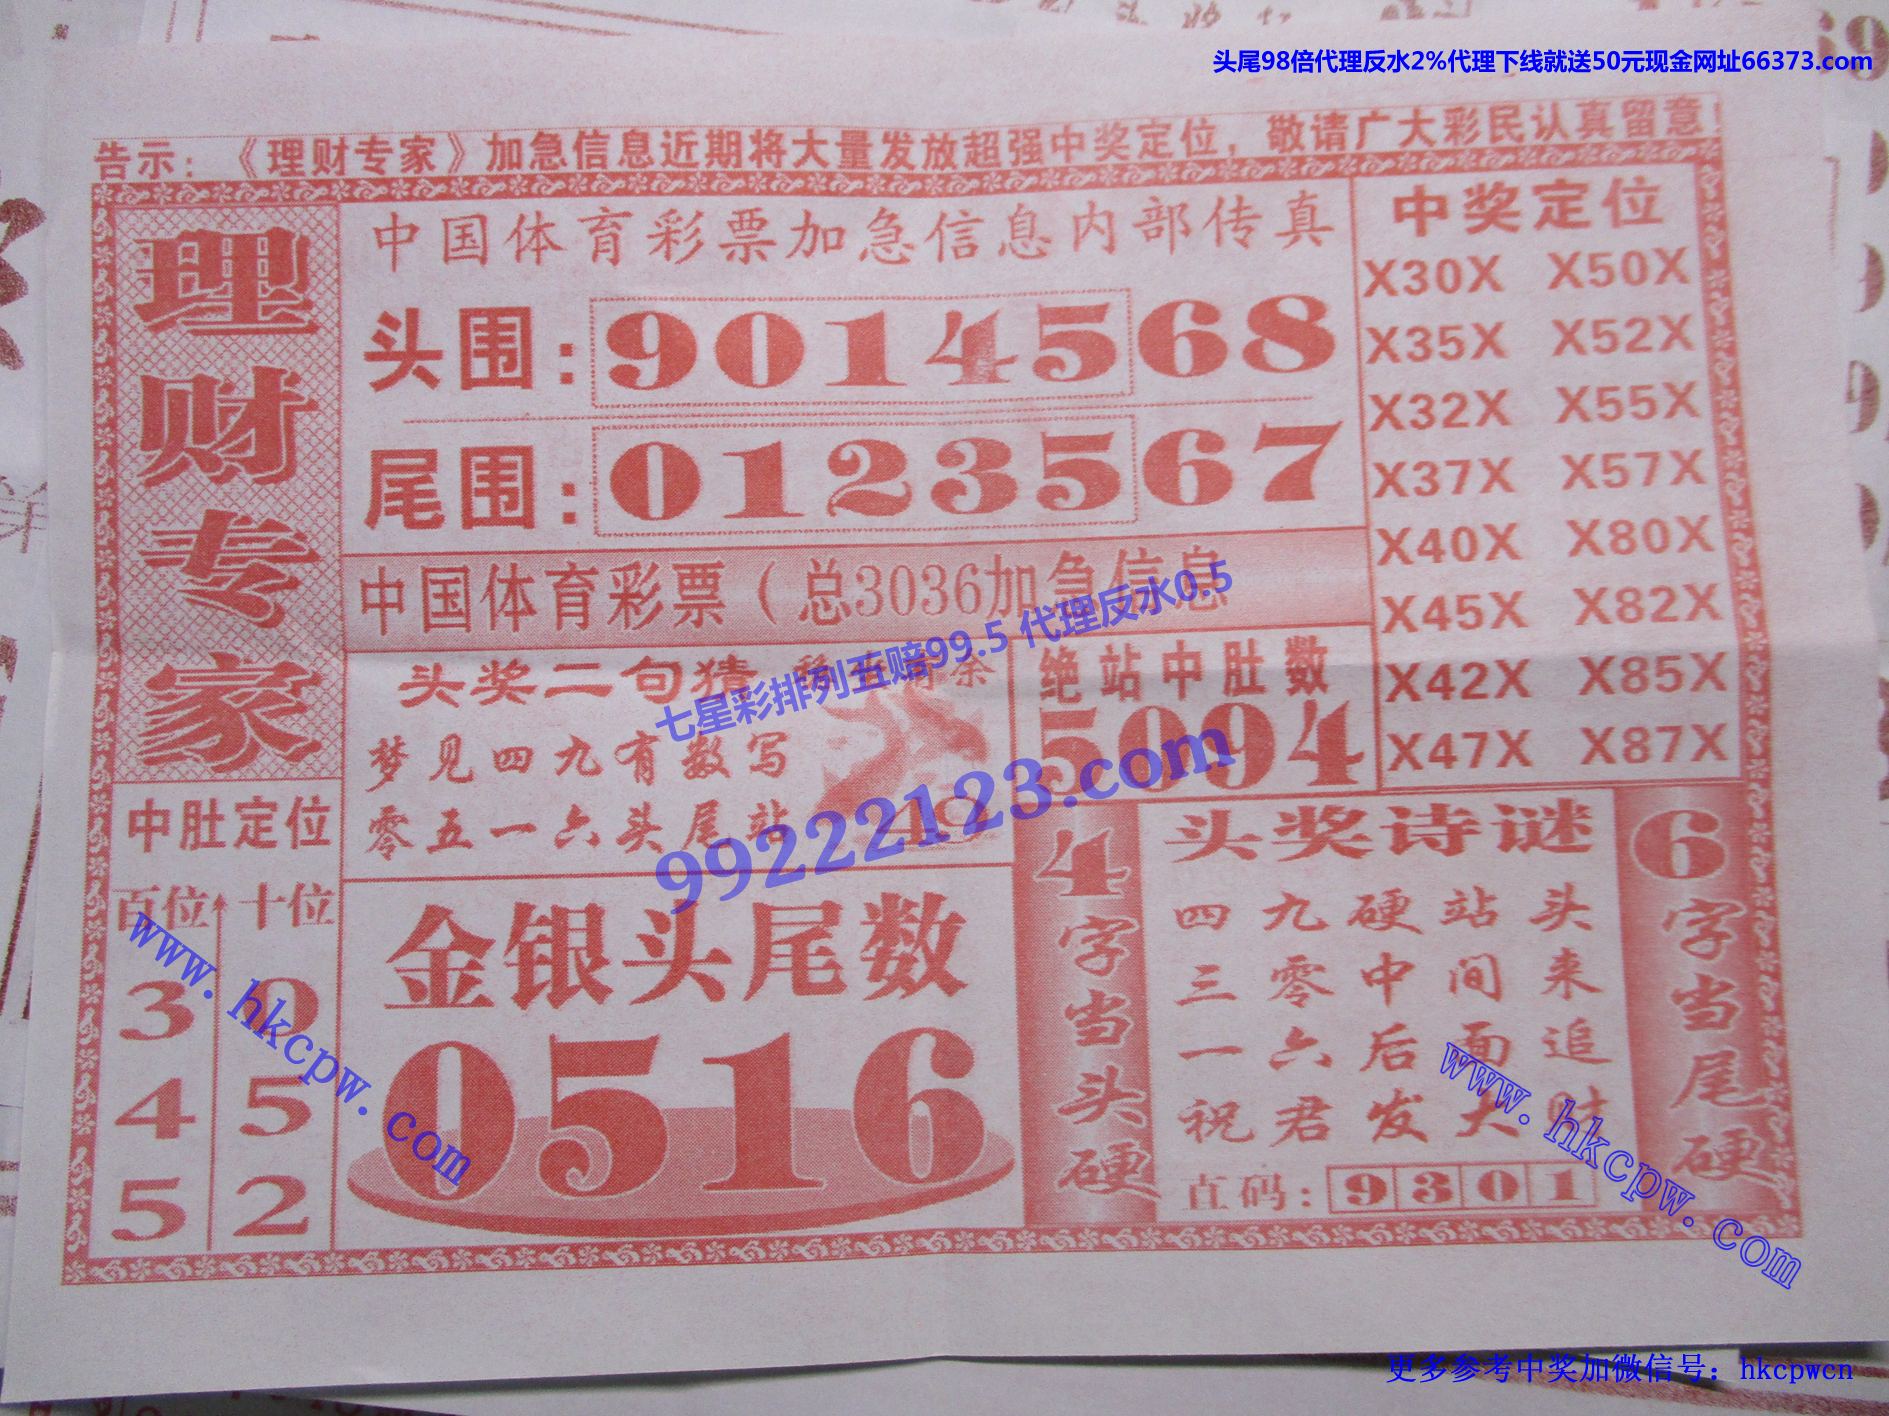 头尾98倍代理反水2%代理下线就送50元现金网址66373.com
告示：《理财专家》加急信息近期将大量发放超强中奖定位，敬请广大彩民认真留意！
理财专家
中国体育彩票加急信息内部传真
头围：9014568
尾围：0123567
中奖定位
X30X X50X
X35X X52X
X32X X55X
X37X X57X
X40X X80X
X45X X82X
X42X X85X
X47X X87X
中国体育彩票（总3036加急信息
七星彩排列五赔99.5 代理反水0.5
99222123.com
头奖二句猜
梦见四九有数写
零五一六头尾站
48
绝站中肚数
5094
中肚定位
百位 十位
3 0
4 5
5 2
金银头尾数
0516
4字当头硬
头奖诗谜
四九硬站头
三零中间来
一六后面追
祝君发大财
直码：9301
6字当尾硬
www.hkcpw.com
www.hkcpw.com
更多参考中奖加微信号：hkcpwcn